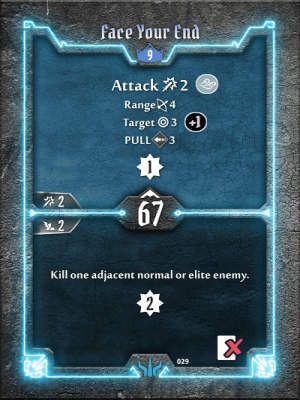 Face Your End
9
Attack 2
Range 4
Target 3 +1
PULL 3
1
2
67
2
Kill one adjacent normal or elite enemy.
2
029